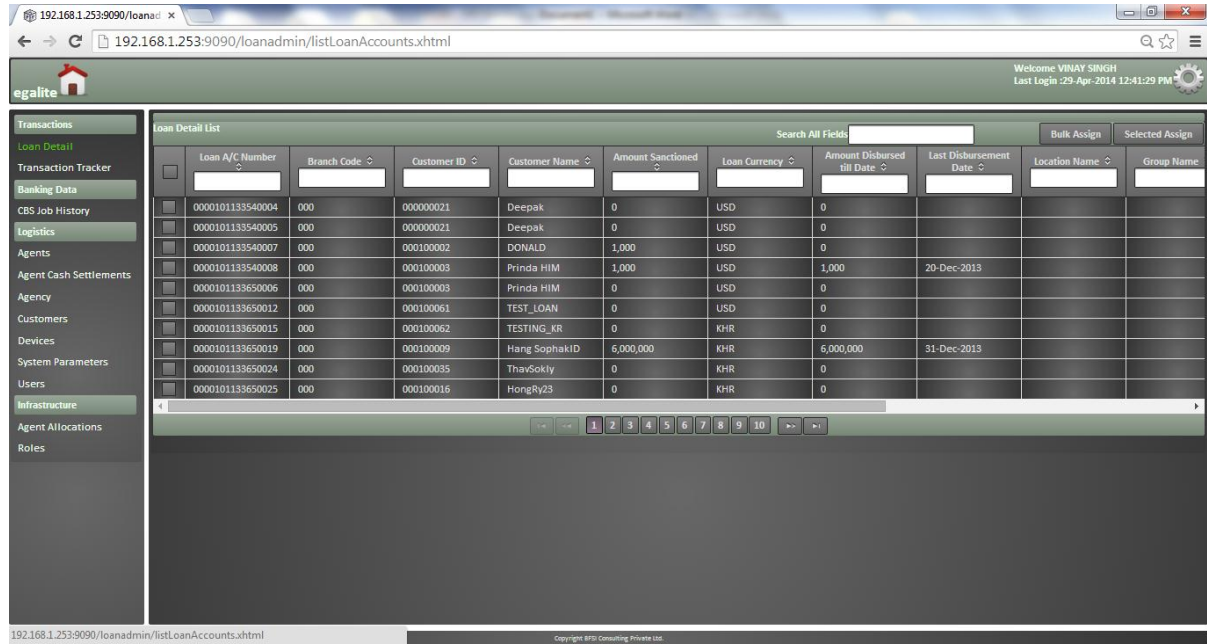 192.168.1.253:9090/loanad
192.168.1.253:9090/loanadmin/listLoanAccounts.xhtml
egalite
Welcome VINAY SINGH
Last Login :29-Apr-2014 12:41:29 PM
Transactions
Loan Detail
Transaction Tracker
Banking Data
CBS Job History
Logistics
Agents
Agent Cash Settlements
Agency
Customers
Devices
System Parameters
Users
Infrastructure
Agent Allocations
Roles
Loan Detail List
Search All Fields
Bulk Assign
Selected Assign
Loan A/C Number Branch Code Customer ID Customer Name Amount Sanctioned Loan Currency Amount Disbursed till Date Last Disbursement Date Location Name Group Name
0000101133540004 000 000000021 Deepak 0 USD 0
0000101133540005 000 000000021 Deepak 0 USD 0
0000101133540007 000 000100002 DONALD 1,000 USD 0
0000101133540008 000 000100003 Prinda HIM 1,000 USD 1,000 20-Dec-2013
0000101133650006 000 000100003 Prinda HIM 0 USD 0
0000101133650012 000 000100061 TEST_LOAN 0 USD 0
0000101133650015 000 000100062 TESTING_KR 0 KHR 0
0000101133650019 000 000100009 Hang SophakID 6,000,000 KHR 6,000,000 31-Dec-2013
0000101133650024 000 000100035 ThavSokly 0 KHR 0
0000101133650025 000 000100016 HongRy23 0 KHR 0
1 2 3 4 5 6 7 8 9 10
192.168.1.253:9090/loanadmin/listLoanAccounts.xhtml
Copyright BFSI Consulting Private Ltd.